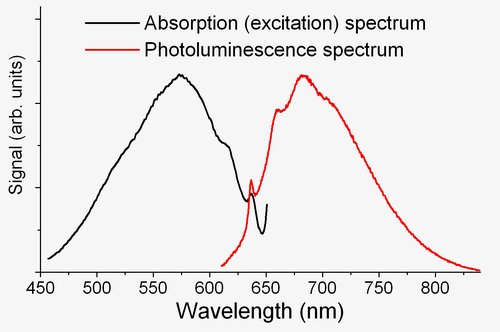 Absorption (excitation) spectrum
Photoluminescence spectrum
Signal (arb. units)
450 500 550 600 650 700 750 800
Wavelength (nm)